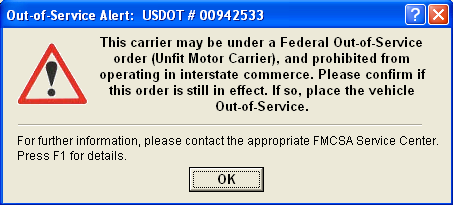 Out-of-Service Alert: USDOT # 00942533
This carrier may be under a Federal Out-of-Service
order (Unfit Motor Carrier), and prohibited from
operating in interstate commerce. Please confirm if
this order is still in effect. If so, place the vehicle
Out-of-Service.
For further information, please contact the appropriate FMCSA Service Center.
Press F1 for details.
OK